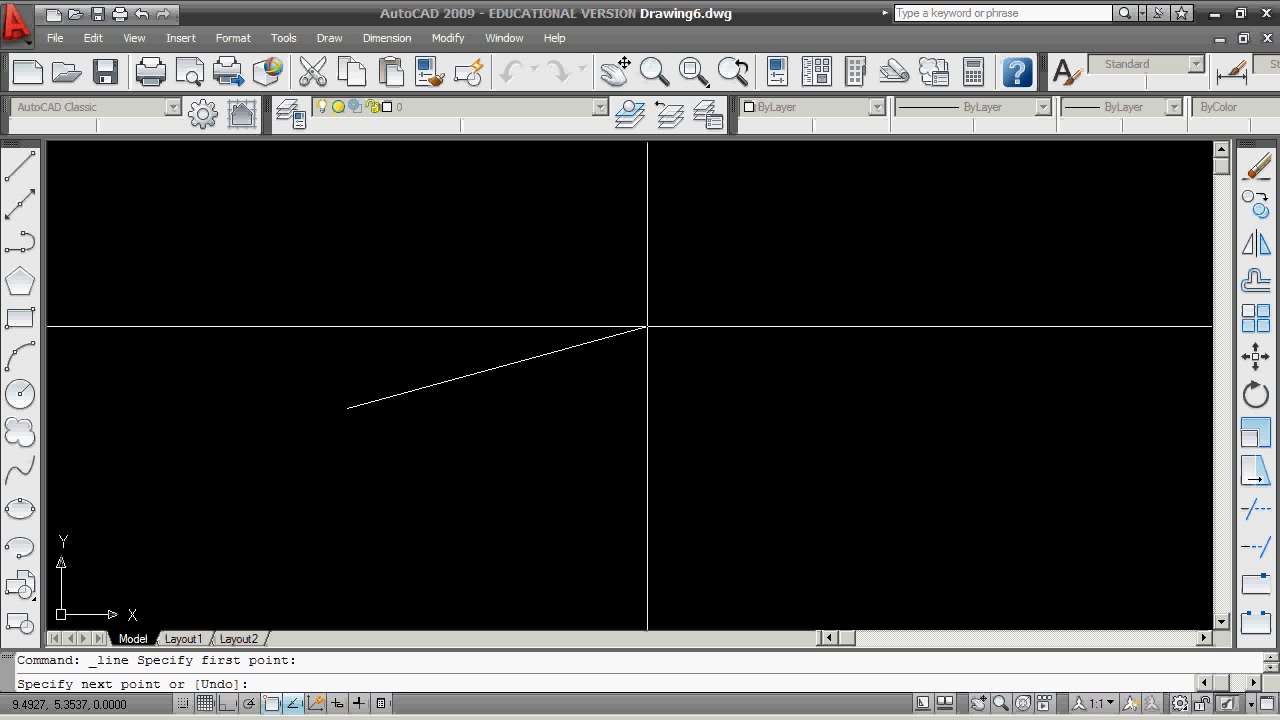 AutoCAD 2009 - EDUCATIONAL VERSION Drawing6.dwg
Type a keyword or phrase
File Edit View Insert Format Tools Draw Dimension Modify Window Help
Standard
AutoCAD Classic
0
ByLayer
ByLayer
ByLayer
ByColor
Y
X
Model Layout1 Layout2
Command: _line Specify first point:
Specify next point or [Undo]:
9.4927, 5.3537, 0.0000
1:1